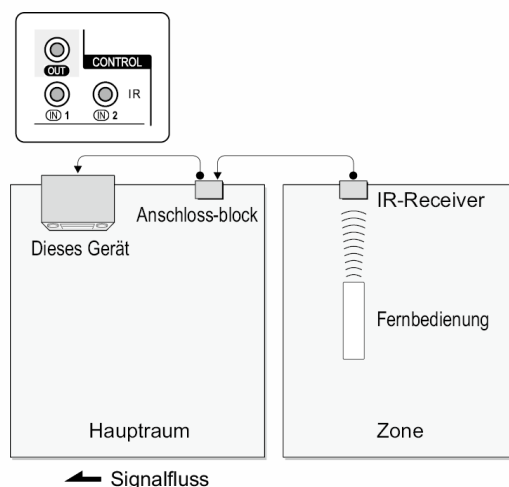 OUT
CONTROL
IR
IN 1 IN 2
Anschloss-block
IR-Receiver
Dieses Gerät
Fernbedienung
Hauptraum
Zone
Signalfluss